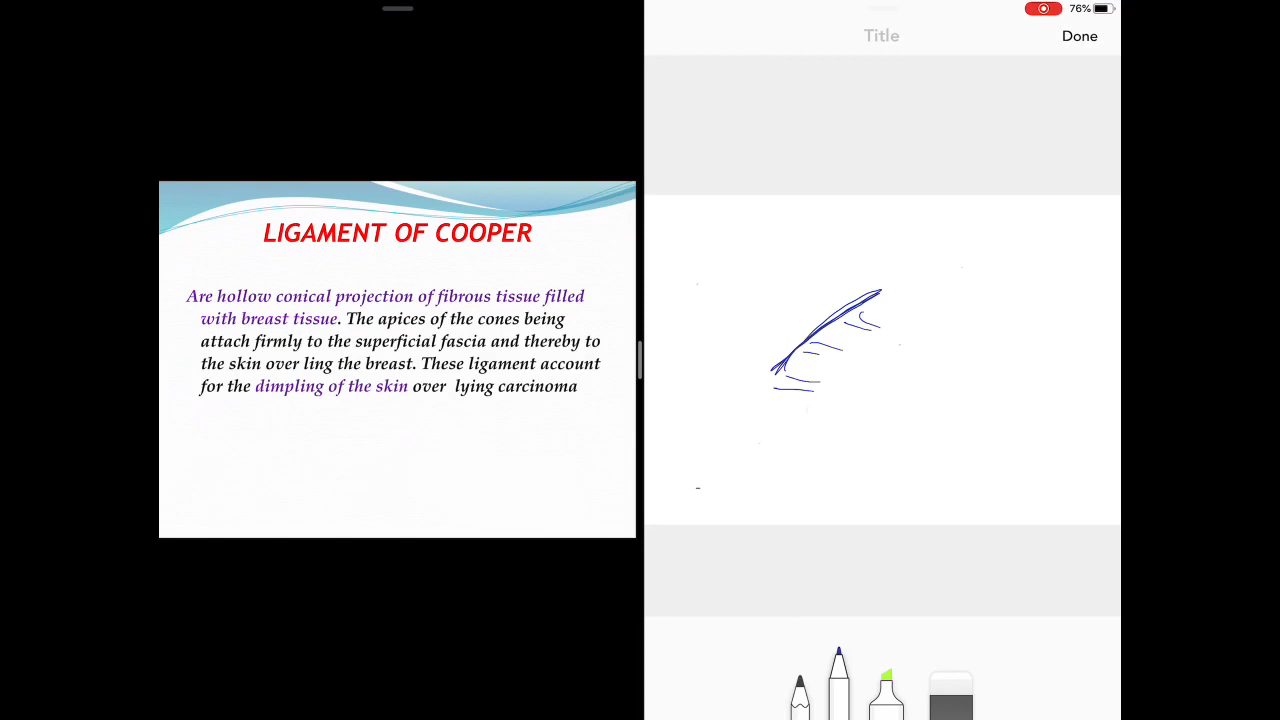 LIGAMENT OF COOPER
Are hollow conical projection of fibrous tissue filled
with breast tissue. The apices of the cones being
attach firmly to the superficial fascia and thereby to
the skin over ling the breast. These ligament account
for the dimpling of the skin over lying carcinoma
76%
Title
Done